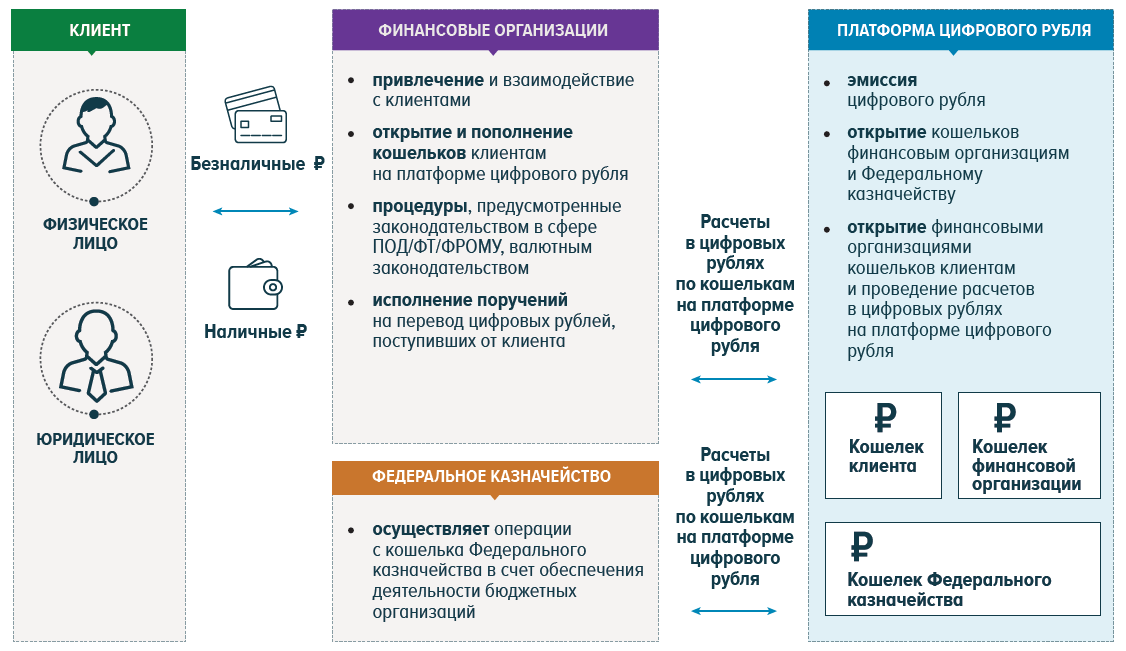 КЛИЕНТ
ФИЗИЧЕСКОЕ
ЛИЦО
ЮРИДИЧЕСКОЕ
ЛИЦО
Безналичные ₽
Наличные ₽
ФИНАНСОВЫЕ ОРГАНИЗАЦИИ
• привлечение и взаимодействие
с клиентами
• открытие и пополнение
кошельков клиентам
на платформе цифрового рубля
• процедуры, предусмотренные
законодательством в сфере
ПОД/ФТ/ФРОМУ, валютным
законодательством
• исполнение поручений
на перевод цифровых рублей,
поступивших от клиента
ФЕДЕРАЛЬНОЕ КАЗНАЧЕЙСТВО
• осуществляет операции
с кошелька Федерального
казначейства в счет обеспечения
деятельности бюджетных
организаций
Расчеты
в цифровых
рублях
по кошелькам
на платформе
цифрового
рубля
Расчеты
в цифровых
рублях
по кошелькам
на платформе
цифрового
рубля
ПЛАТФОРМА ЦИФРОВОГО РУБЛЯ
• эмиссия
цифрового рубля
• открытие кошельков
финансовым организациям
и Федеральному
казначейству
• открытие финансовыми
организациями
кошельков клиентам
и проведение расчетов
в цифровых рублях
на платформе цифрового
рубля
₽
Кошелек
клиента
₽
Кошелек
финансовой
организации
₽
Кошелек Федерального
казначейства